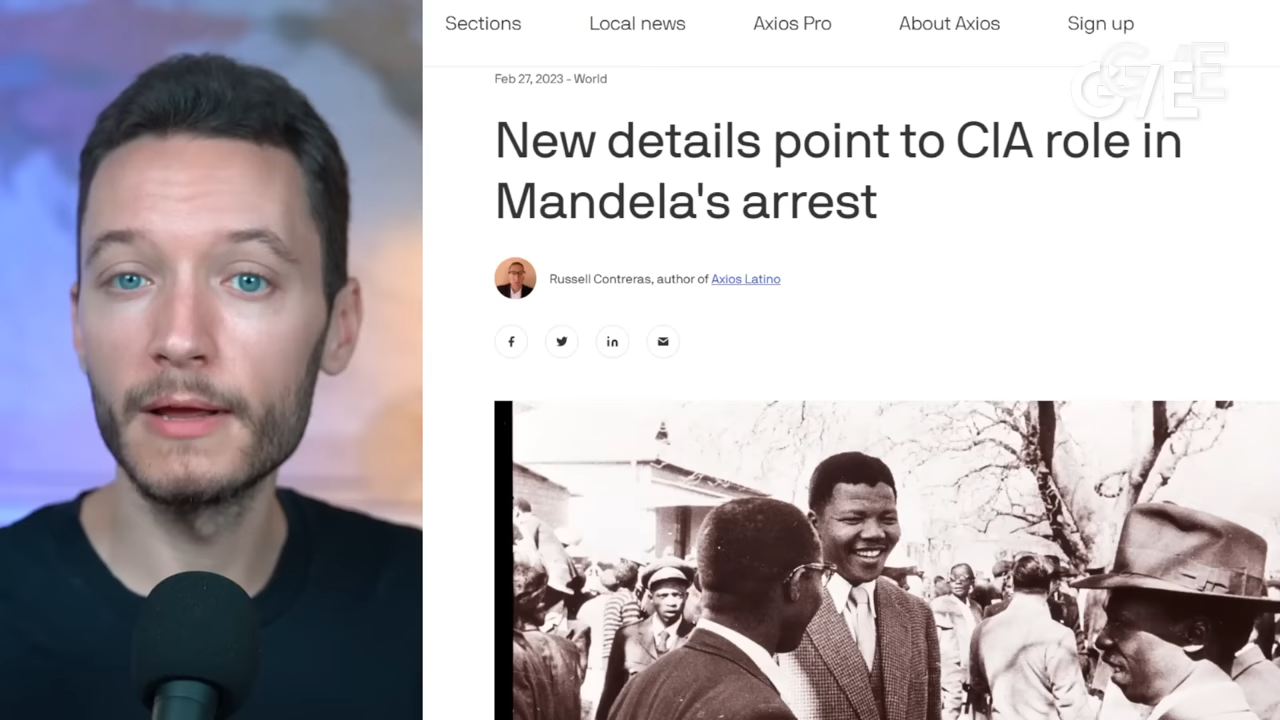 Sections Local news Axios Pro About Axios Sign up
Feb 27, 2023 - World
New details point to CIA role in
Mandela's arrest
Russell Contreras, author of Axios Latino